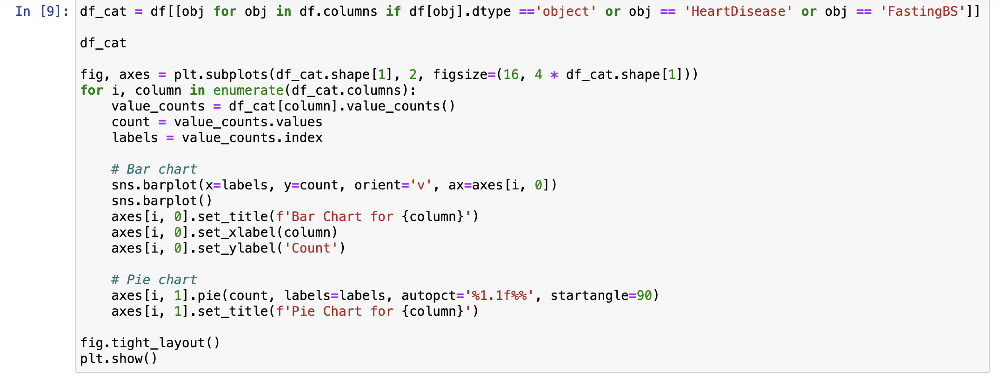 In [9]: df_cat = df[[obj for obj in df.columns if df[obj].dtype =='object' or obj == 'HeartDisease' or obj == 'FastingBS']]

df_cat

fig, axes = plt.subplots(df_cat.shape[1], 2, figsize=(16, 4 * df_cat.shape[1]))
for i, column in enumerate(df_cat.columns):
    value_counts = df_cat[column].value_counts()
    count = value_counts.values
    labels = value_counts.index

    # Bar chart
    sns.barplot(x=labels, y=count, orient='v', ax=axes[i, 0])
    sns.barplot()
    axes[i, 0].set_title(f'Bar Chart for {column}')
    axes[i, 0].set_xlabel(column)
    axes[i, 0].set_ylabel('Count')

    # Pie chart
    axes[i, 1].pie(count, labels=labels, autopct='%1.1f%%', startangle=90)
    axes[i, 1].set_title(f'Pie Chart for {column}')

fig.tight_layout()
plt.show()